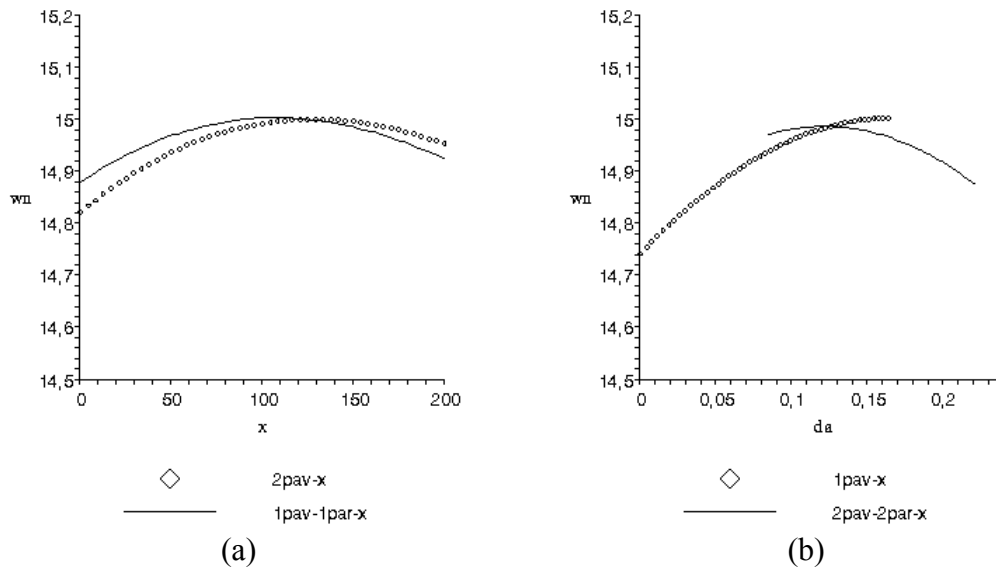 15,2
15,1
15
14,9
wn
14,8
14,7
14,6
14,5
0
50
100
150
200
x
2pav-x
1pav-1par-x
(a)
15,2
15,1
15
14,9
wn
14,8
14,7
14,6
14,5
0
0,05
0,1
0,15
0,2
da
1pav-x
2pav-2par-x
(b)